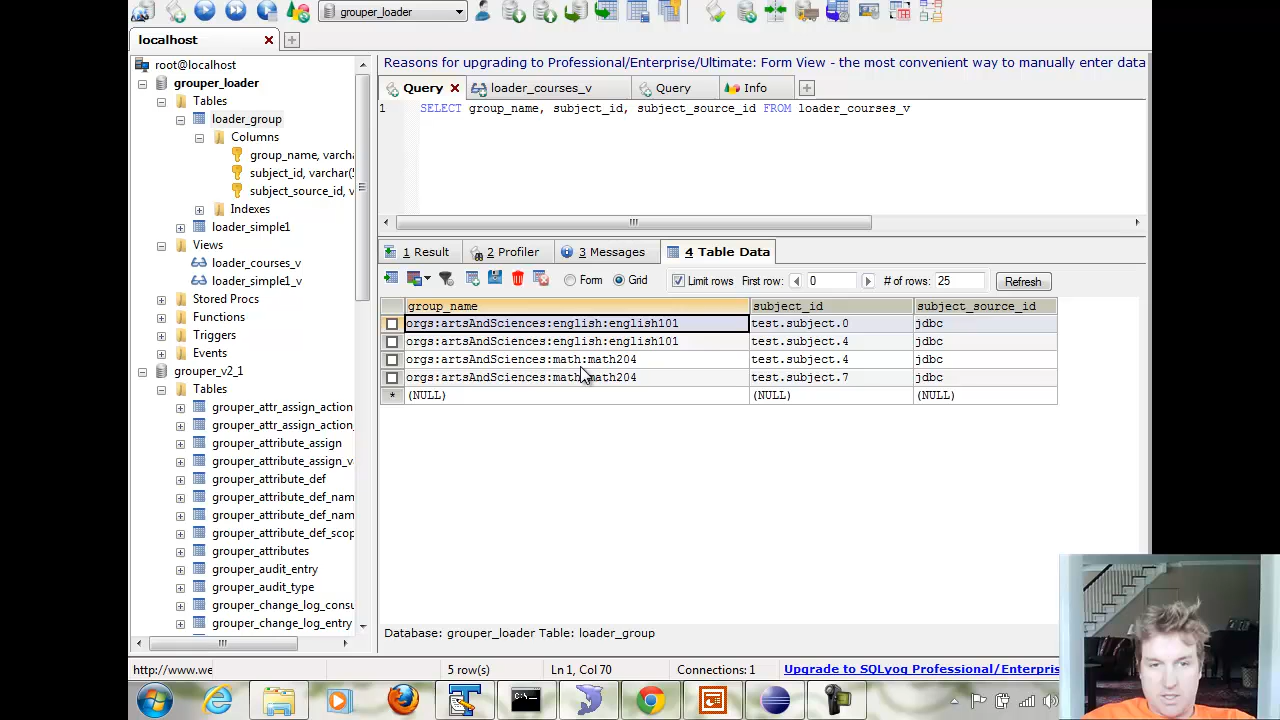 grouper_loader
localhost
root@localhost
grouper_loader
Tables
loader_group
Columns
group_name, varcha
subject_id, varchar(
subject_source_id, v
Indexes
loader_simple1
Views
loader_courses_v
loader_simple1_v
Stored Procs
Functions
Triggers
Events
grouper_v2_1
Tables
grouper_attr_assign_action
grouper_attr_assign_action_
grouper_attribute_assign
grouper_attribute_assign_v
grouper_attribute_def
grouper_attribute_def_nam
grouper_attribute_def_nam
grouper_attribute_def_scop
grouper_attributes
grouper_audit_entry
grouper_audit_type
grouper_change_log_consu
grouper_change_log_entry
Reasons for upgrading to Professional/Enterprise/Ultimate: Form View - the most convenient way to manually enter data
Query loader_courses_v Query Info
1 SELECT group_name, subject_id, subject_source_id FROM loader_courses_v
1 Result 2 Profiler 3 Messages 4 Table Data
Form Grid Limit rows First row: 0 # of rows: 25 Refresh
group_name subject_id subject_source_id
orgs:artsAndSciences:english:english101 test.subject.0 jdbc
orgs:artsAndSciences:english:english101 test.subject.4 jdbc
orgs:artsAndSciences:math:math204 test.subject.4 jdbc
orgs:artsAndSciences:math:math204 test.subject.7 jdbc
* (NULL) (NULL) (NULL)
Database: grouper_loader Table: loader_group
http://www.we 5 row(s) Ln 1, Col 70 Connections: 1 Upgrade to SQLyog Professional/Enterpris